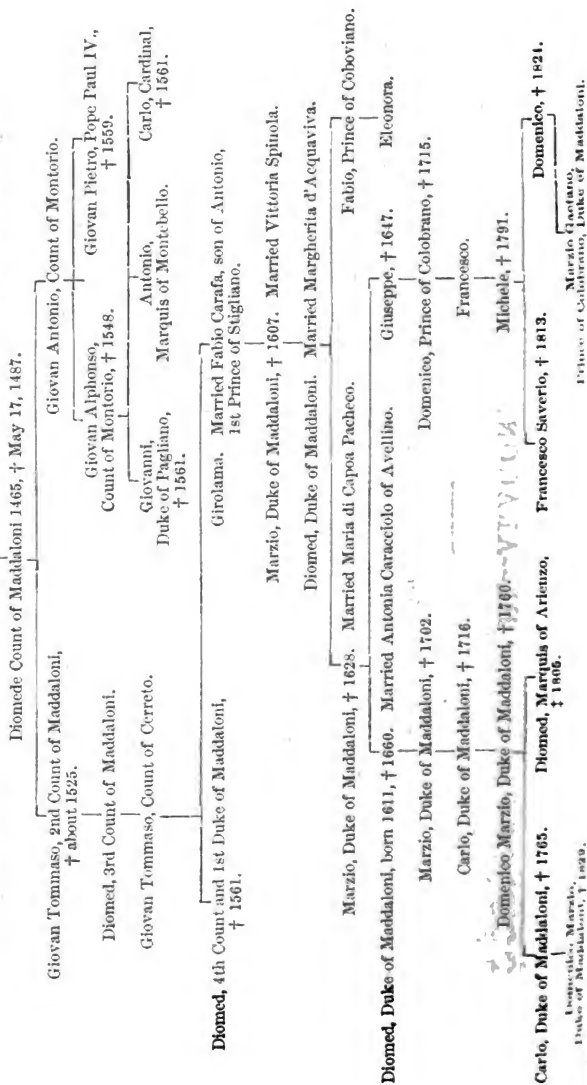 Diomede Count of Maddaloni 1465, † May 17, 1487.
Giovan Tommaso, 2nd Count of Maddaloni,
† about 1525.
Giovan Antonio, Count of Montorio.
Diomed, 3rd Count of Maddaloni.
Giovan Alphonso,
Count of Montorio, † 1548.
Giovan Pietro, Pope Paul IV.,
† 1559.
Giovan Tommaso, Count of Cerreto.
Giovanni,
Duke of Pagliano,
† 1561.
Antonio,
Marquis of Montebello.
Carlo, Cardinal,
† 1561.
Diomed, 4th Count and 1st Duke of Maddaloni,
† 1561.
Girolama. Married Fabio Carafa, son of Antonio,
1st Prince of Stigliano.
Marzio, Duke of Maddaloni, † 1607. Married Vittoria Spinola.
Diomed, Duke of Maddaloni. Married Margherita d'Acquaviva.
Marzio, Duke of Maddaloni, † 1628. Married Maria di Capoa Pacheco.
Fabio, Prince of Coboviano.
Diomed, Duke of Maddaloni, born 1611, † 1660. Married Antonia Caracciolo of Avellino.
Giuseppe, † 1647.
Eleonora.
Marzio, Duke of Maddaloni, † 1702.
Domenico, Prince of Colobrano, † 1715.
Carlo, Duke of Maddaloni, † 1716.
Francesco.
Domenico Marzio, Duke of Maddaloni, † 1760.
Michele, † 1791.
Carlo, Duke of Maddaloni, † 1765.
Diomed, Marquis of Arienzo,
‡ 1805.
Francesco Saverio, † 1813.
Domenico, † 1824.
Domenico Marzio,
Duke of Maddaloni, † 1829.
Marzio Gaetano,
Prince of Colobrano, Duke of Maddaloni.